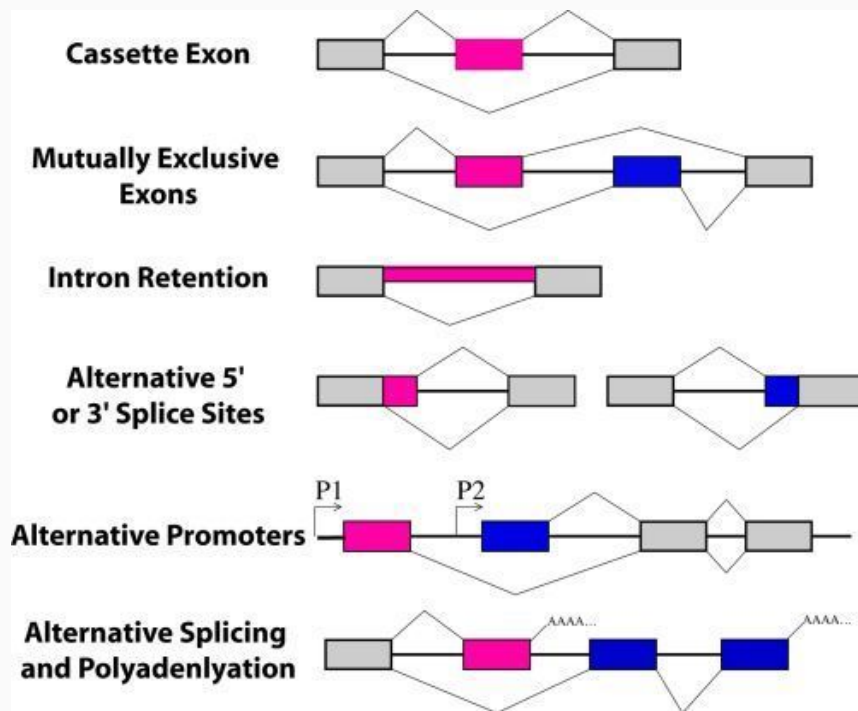 Cassette Exon
Mutually Exclusive
Exons
Intron Retention
Alternative 5'
or 3' Splice Sites
P1
P2
Alternative Promoters
AAAA...
AAAA...
Alternative Splicing
and Polyadenlyation